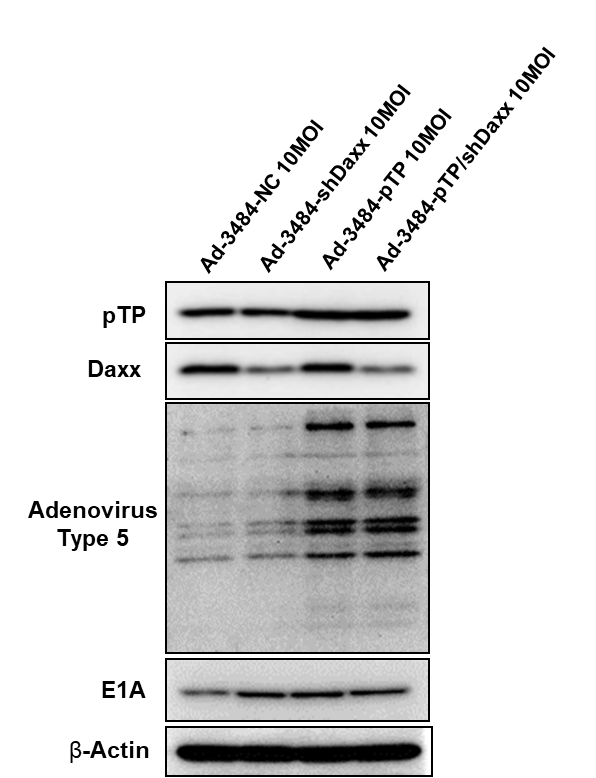 Ad-3484-NC 10MOI
Ad-3484-shDaxx 10MOI
Ad-3484-pTP 10MOI
Ad-3484-pTP/shDaxx 10MOI
pTP
Daxx
Adenovirus
Type 5
E1A
β-Actin